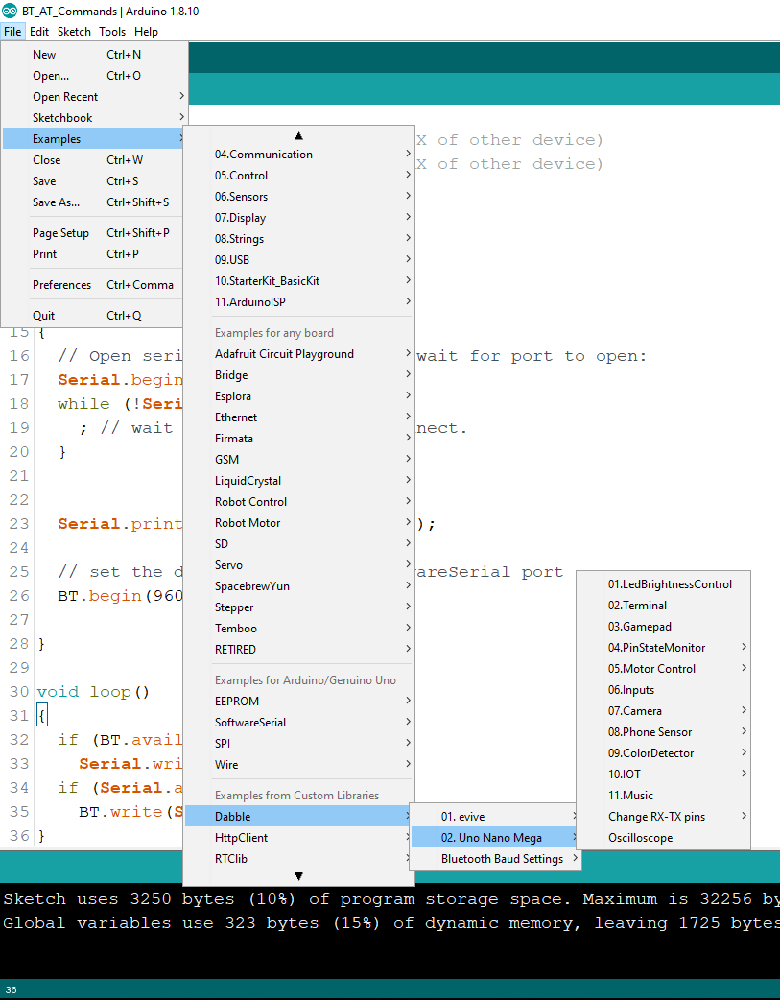 BT_AT_Commands | Arduino 1.8.10
File Edit Sketch Tools Help
New Ctrl+N
Open... Ctrl+O
Open Recent
Sketchbook
Examples
Close Ctrl+W
Save Ctrl+S
Save As... Ctrl+Shift+S
Page Setup Ctrl+Shift+P
Print Ctrl+P
Preferences Ctrl+Comma
Quit Ctrl+Q
04.Communication
05.Control
06.Sensors
07.Display
08.Strings
09.USB
10.StarterKit_BasicKit
11.ArduinoISP
Examples for any board
Adafruit Circuit Playground
Bridge
Esplora
Ethernet
Firmata
GSM
LiquidCrystal
Robot Control
Robot Motor
SD
Servo
SpacebrewYun
Stepper
Temboo
RETIRED
Examples for Arduino/Genuino Uno
EEPROM
SoftwareSerial
SPI
Wire
Examples from Custom Libraries
Dabble
HttpClient
RTClib
01. evive
02. Uno Nano Mega
Bluetooth Baud Settings
01.LedBrightnessControl
02.Terminal
03.Gamepad
04.PinStateMonitor
05.Motor Control
06.Inputs
07.Camera
08.Phone Sensor
09.ColorDetector
10.IOT
11.Music
Change RX-TX pins
Oscilloscope
X of other device)
X of other device)
15 {
16 // Open seri wait for port to open:
17 Serial.begin
18 while (!Seri
19 ; // wait nect.
20 }
21
22
23 Serial.print );
24
25 // set the d areSerial port
26 BT.begin(960
27
28 }
29
30 void loop()
31 {
32 if (BT.avail
33 Serial.wri
34 if (Serial.a
35 BT.write(S
36 }
Sketch uses 3250 bytes (10%) of program storage space. Maximum is 32256 by
Global variables use 323 bytes (15%) of dynamic memory, leaving 1725 bytes
36